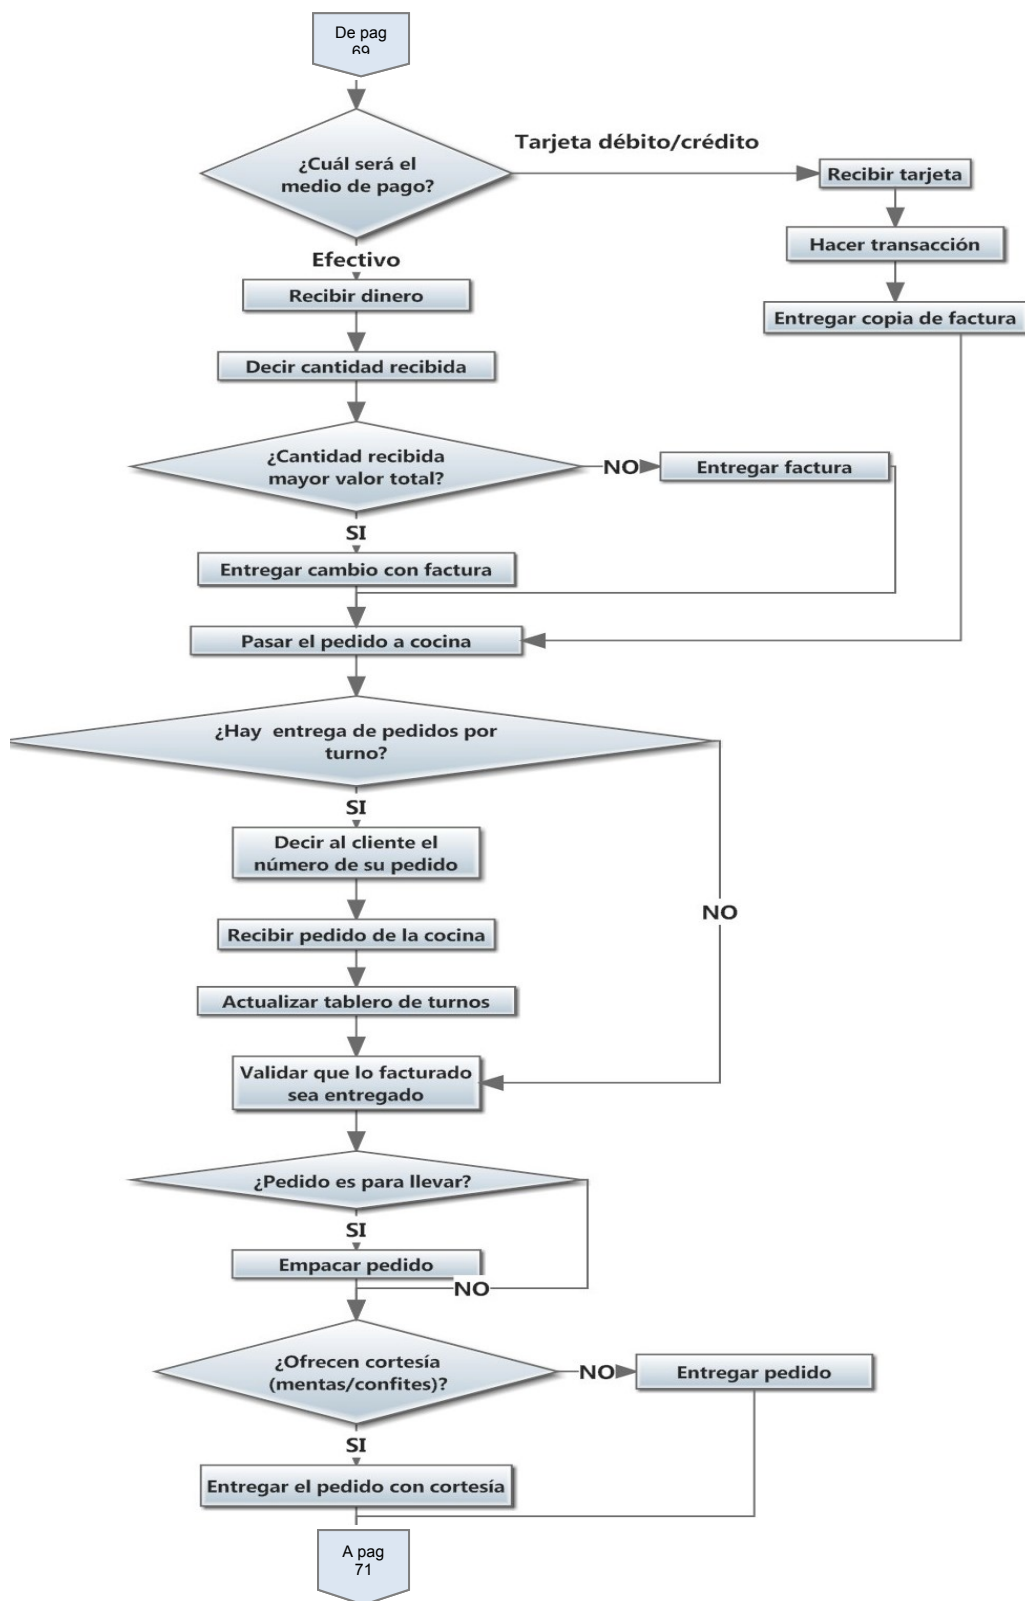 De pag
69
Tarjeta débito/crédito
¿Cuál será el
medio de pago?
Recibir tarjeta
Hacer transacción
Efectivo
Recibir dinero
Entregar copia de factura
Decir cantidad recibida
¿Cantidad recibida
mayor valor total?
NO
Entregar factura
SI
Entregar cambio con factura
Pasar el pedido a cocina
¿Hay entrega de pedidos por
turno?
SI
Decir al cliente el
número de su pedido
NO
Recibir pedido de la cocina
Actualizar tablero de turnos
Validar que lo facturado
sea entregado
¿Pedido es para llevar?
SI
Empacar pedido
NO
¿Ofrecen cortesía
(mentas/confites)?
NO
Entregar pedido
SI
Entregar el pedido con cortesía
A pag
71